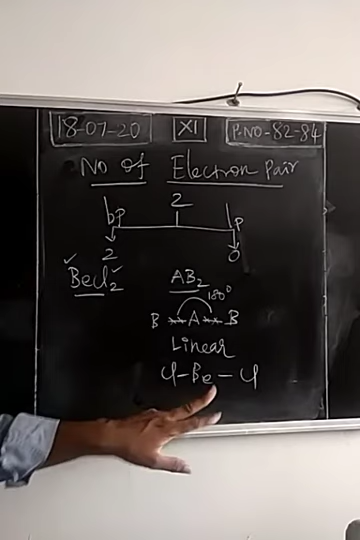 18-07-20 XI P.NO-82-84
No Of Electron Pair
2
bp lp
2 0
BeCl2
AB2
180°
B A B
Linear
Cl-Be-Cl